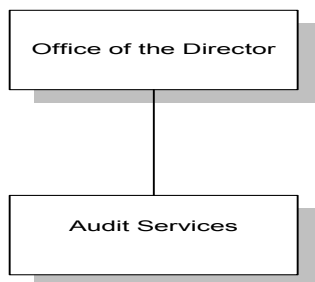 Office of the Director
Audit Services